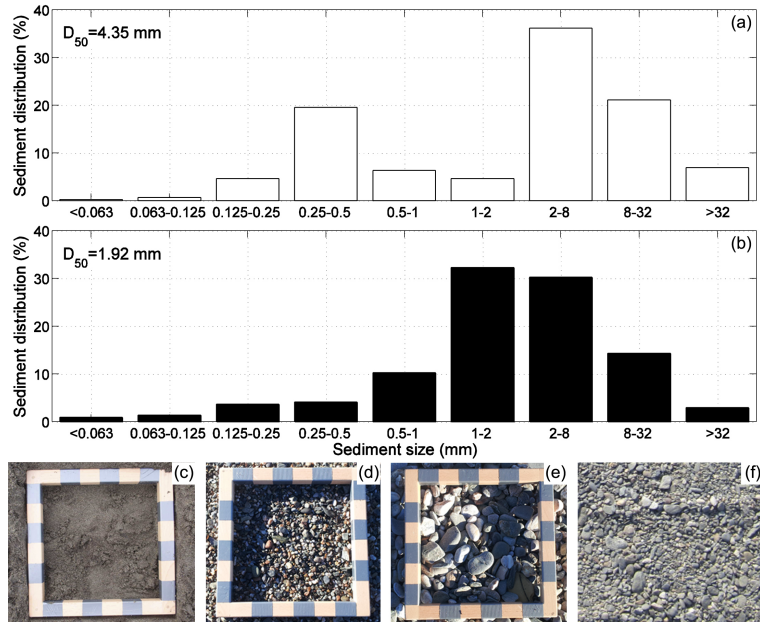 (a)
D50=4.35 mm
Sediment distribution (%)
40
30
20
10
0
<0.063 0.063-0.125 0.125-0.25 0.25-0.5 0.5-1 1-2 2-8 8-32 >32
(b)
D50=1.92 mm
Sediment distribution (%)
40
30
20
10
0
<0.063 0.063-0.125 0.125-0.25 0.25-0.5 0.5-1 1-2 2-8 8-32 >32
Sediment size (mm)
(c) (d) (e) (f)